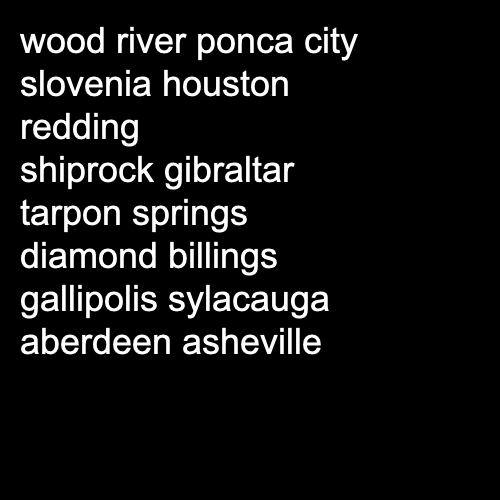 wood river ponca city
slovenia houston
redding
shiprock gibraltar
tarpon springs
diamond billings
gallipolis sylacauga
aberdeen asheville